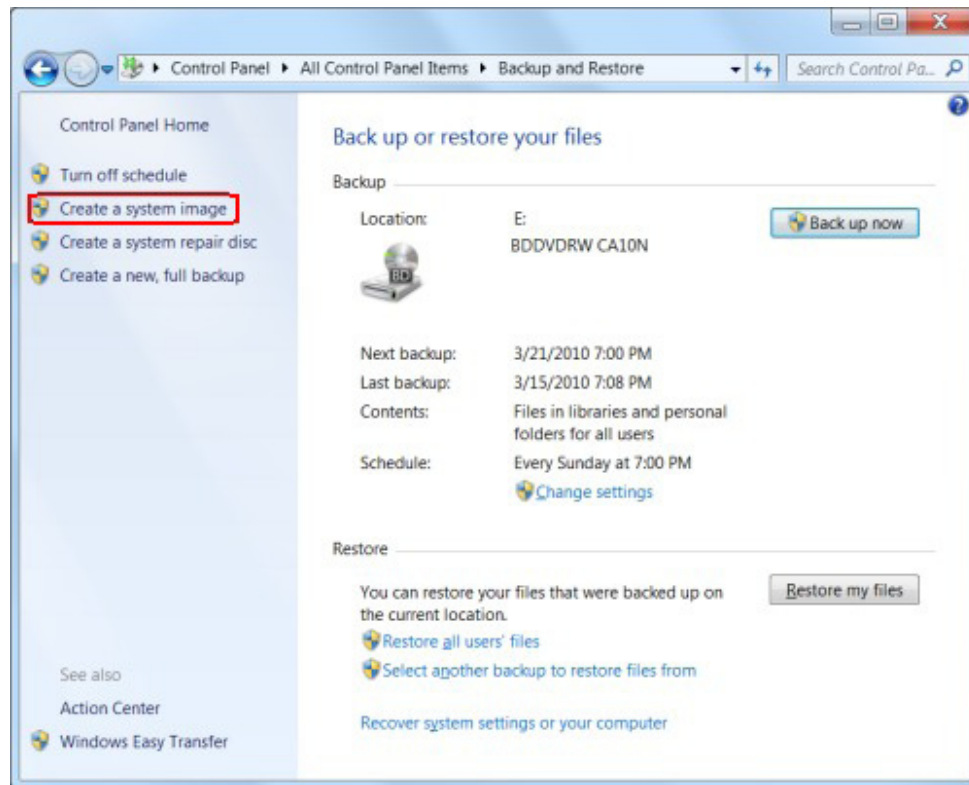 Control Panel ▸ All Control Panel Items ▸ Backup and Restore
Search Control Pa...
Control Panel Home
Turn off schedule
Create a system image
Create a system repair disc
Create a new, full backup
See also
Action Center
Windows Easy Transfer
Back up or restore your files
Backup
Location: E:
BDDVDRW CA10N
BD
Back up now
Next backup: 3/21/2010 7:00 PM
Last backup: 3/15/2010 7:08 PM
Contents: Files in libraries and personal
folders for all users
Schedule: Every Sunday at 7:00 PM
Change settings
Restore
You can restore your files that were backed up on
the current location.
Restore my files
Restore all users' files
Select another backup to restore files from
Recover system settings or your computer